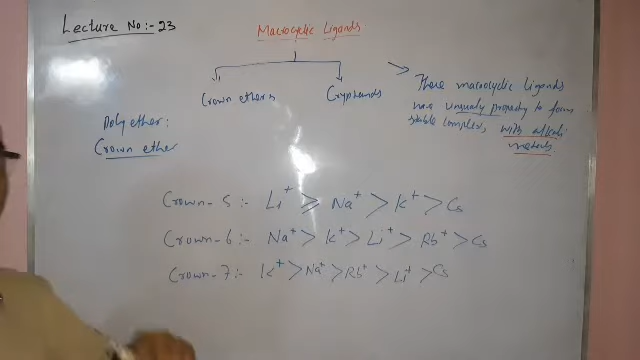 Lecture No:- 23
Macrocyclic Ligands
Crown ethers
Cryptands
→ These macrocyclic Ligands
have unusualy property to form
stable complex, with alkali
metals.
Poly ether:
Crown ether
Crown-5 :- Li⁺ ≥ Na⁺ > K⁺ > Cs
Crown-6 :- Na⁺ > K⁺ > Li⁺ > Rb⁺ > Cs
Crown-7 :- K⁺ > Na⁺ > Rb⁺ > Li⁺ > Cs